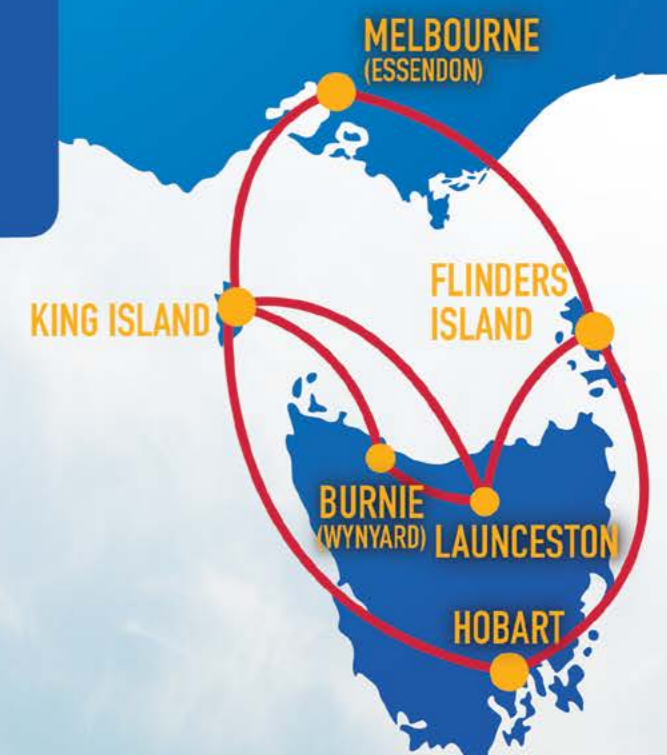 MELBOURNE
(ESSENDON)
FLINDERS
ISLAND
KING ISLAND
BURNIE
(WYNYARD)
LAUNCESTON
HOBART